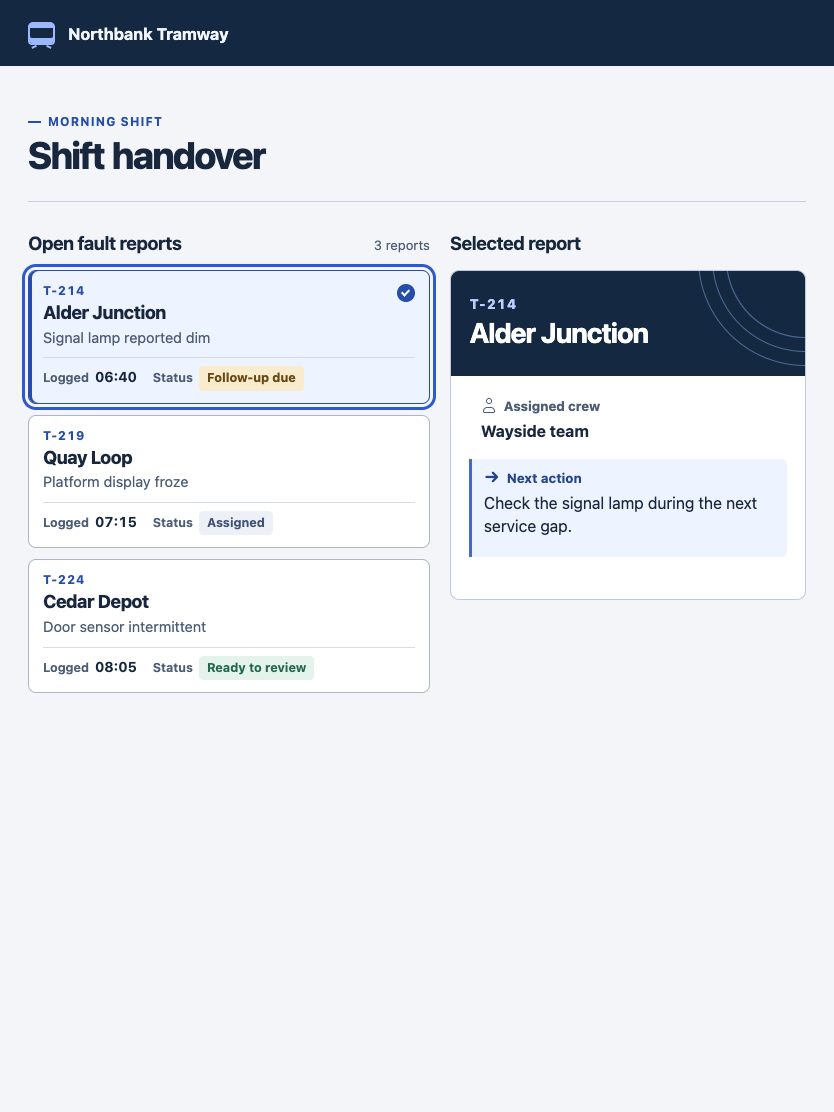 Northbank Tramway
— MORNING SHIFT
Shift handover
Open fault reports
3 reports
T-214
Alder Junction
Signal lamp reported dim
Logged 06:40 Status Follow-up due
T-219
Quay Loop
Platform display froze
Logged 07:15 Status Assigned
T-224
Cedar Depot
Door sensor intermittent
Logged 08:05 Status Ready to review
Selected report
T-214
Alder Junction
Assigned crew
Wayside team
Next action
Check the signal lamp during the next
service gap.